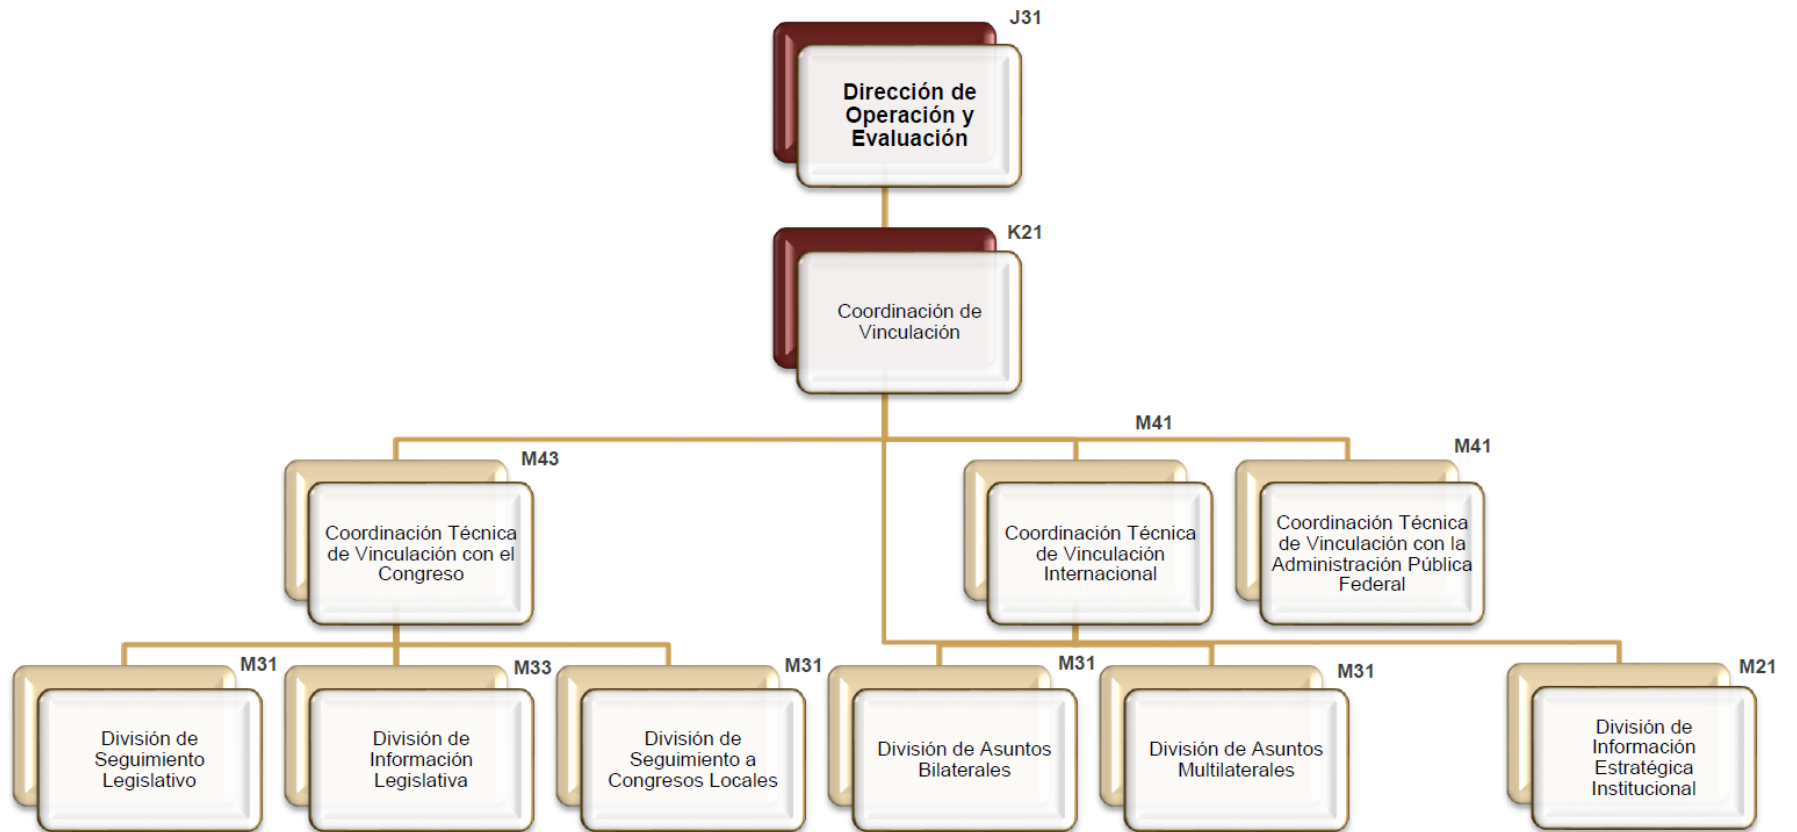 J31
Dirección de
Operación y
Evaluación
K21
Coordinación de
Vinculación
M43
Coordinación Técnica
de Vinculación con el
Congreso
M41
Coordinación Técnica
de Vinculación
Internacional
M41
Coordinación Técnica
de Vinculación con la
Administración Pública
Federal
M31
División de
Seguimiento
Legislativo
M33
División de
Información
Legislativa
M31
División de
Seguimiento a
Congresos Locales
M31
División de Asuntos
Bilaterales
M31
División de Asuntos
Multilaterales
M21
División de
Información
Estratégica
Institucional